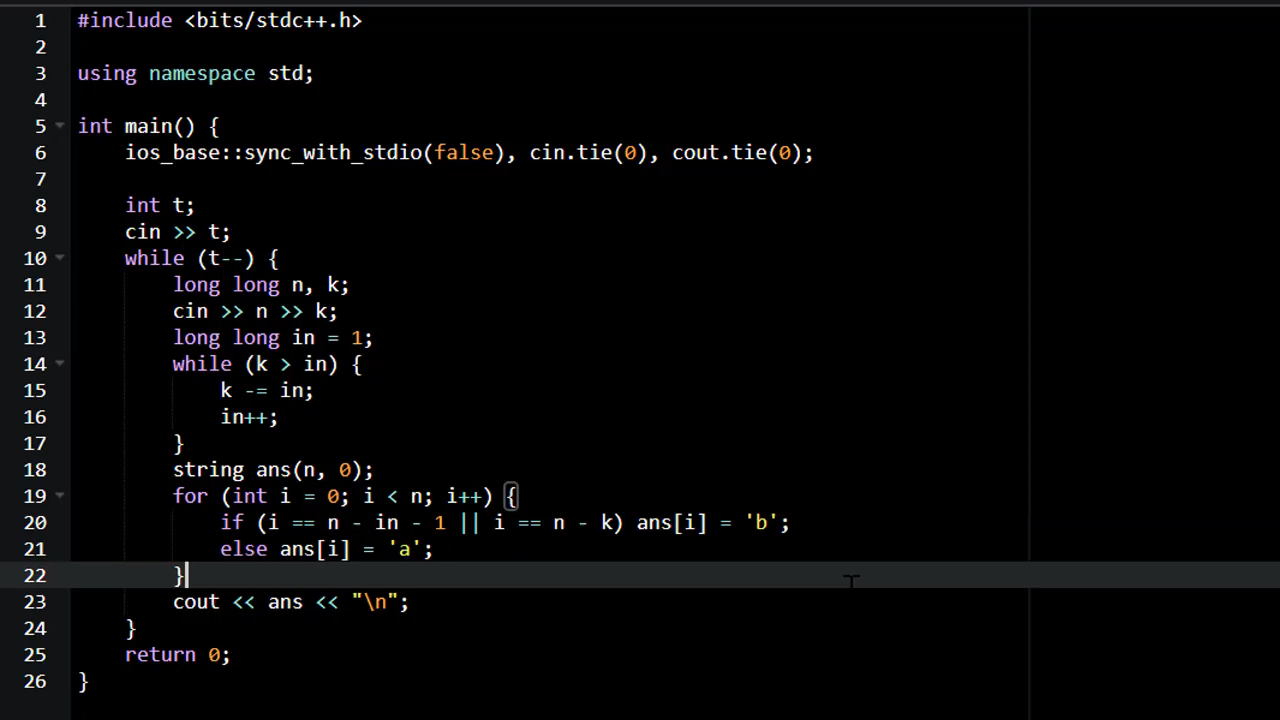 1 #include <bits/stdc++.h>
2
3 using namespace std;
4
5 int main() {
6     ios_base::sync_with_stdio(false), cin.tie(0), cout.tie(0);
7
8     int t;
9     cin >> t;
10     while (t--) {
11         long long n, k;
12         cin >> n >> k;
13         long long in = 1;
14         while (k > in) {
15             k -= in;
16             in++;
17         }
18         string ans(n, 0);
19         for (int i = 0; i < n; i++) {
20             if (i == n - in - 1 || i == n - k) ans[i] = 'b';
21             else ans[i] = 'a';
22         }
23         cout << ans << "\n";
24     }
25     return 0;
26 }